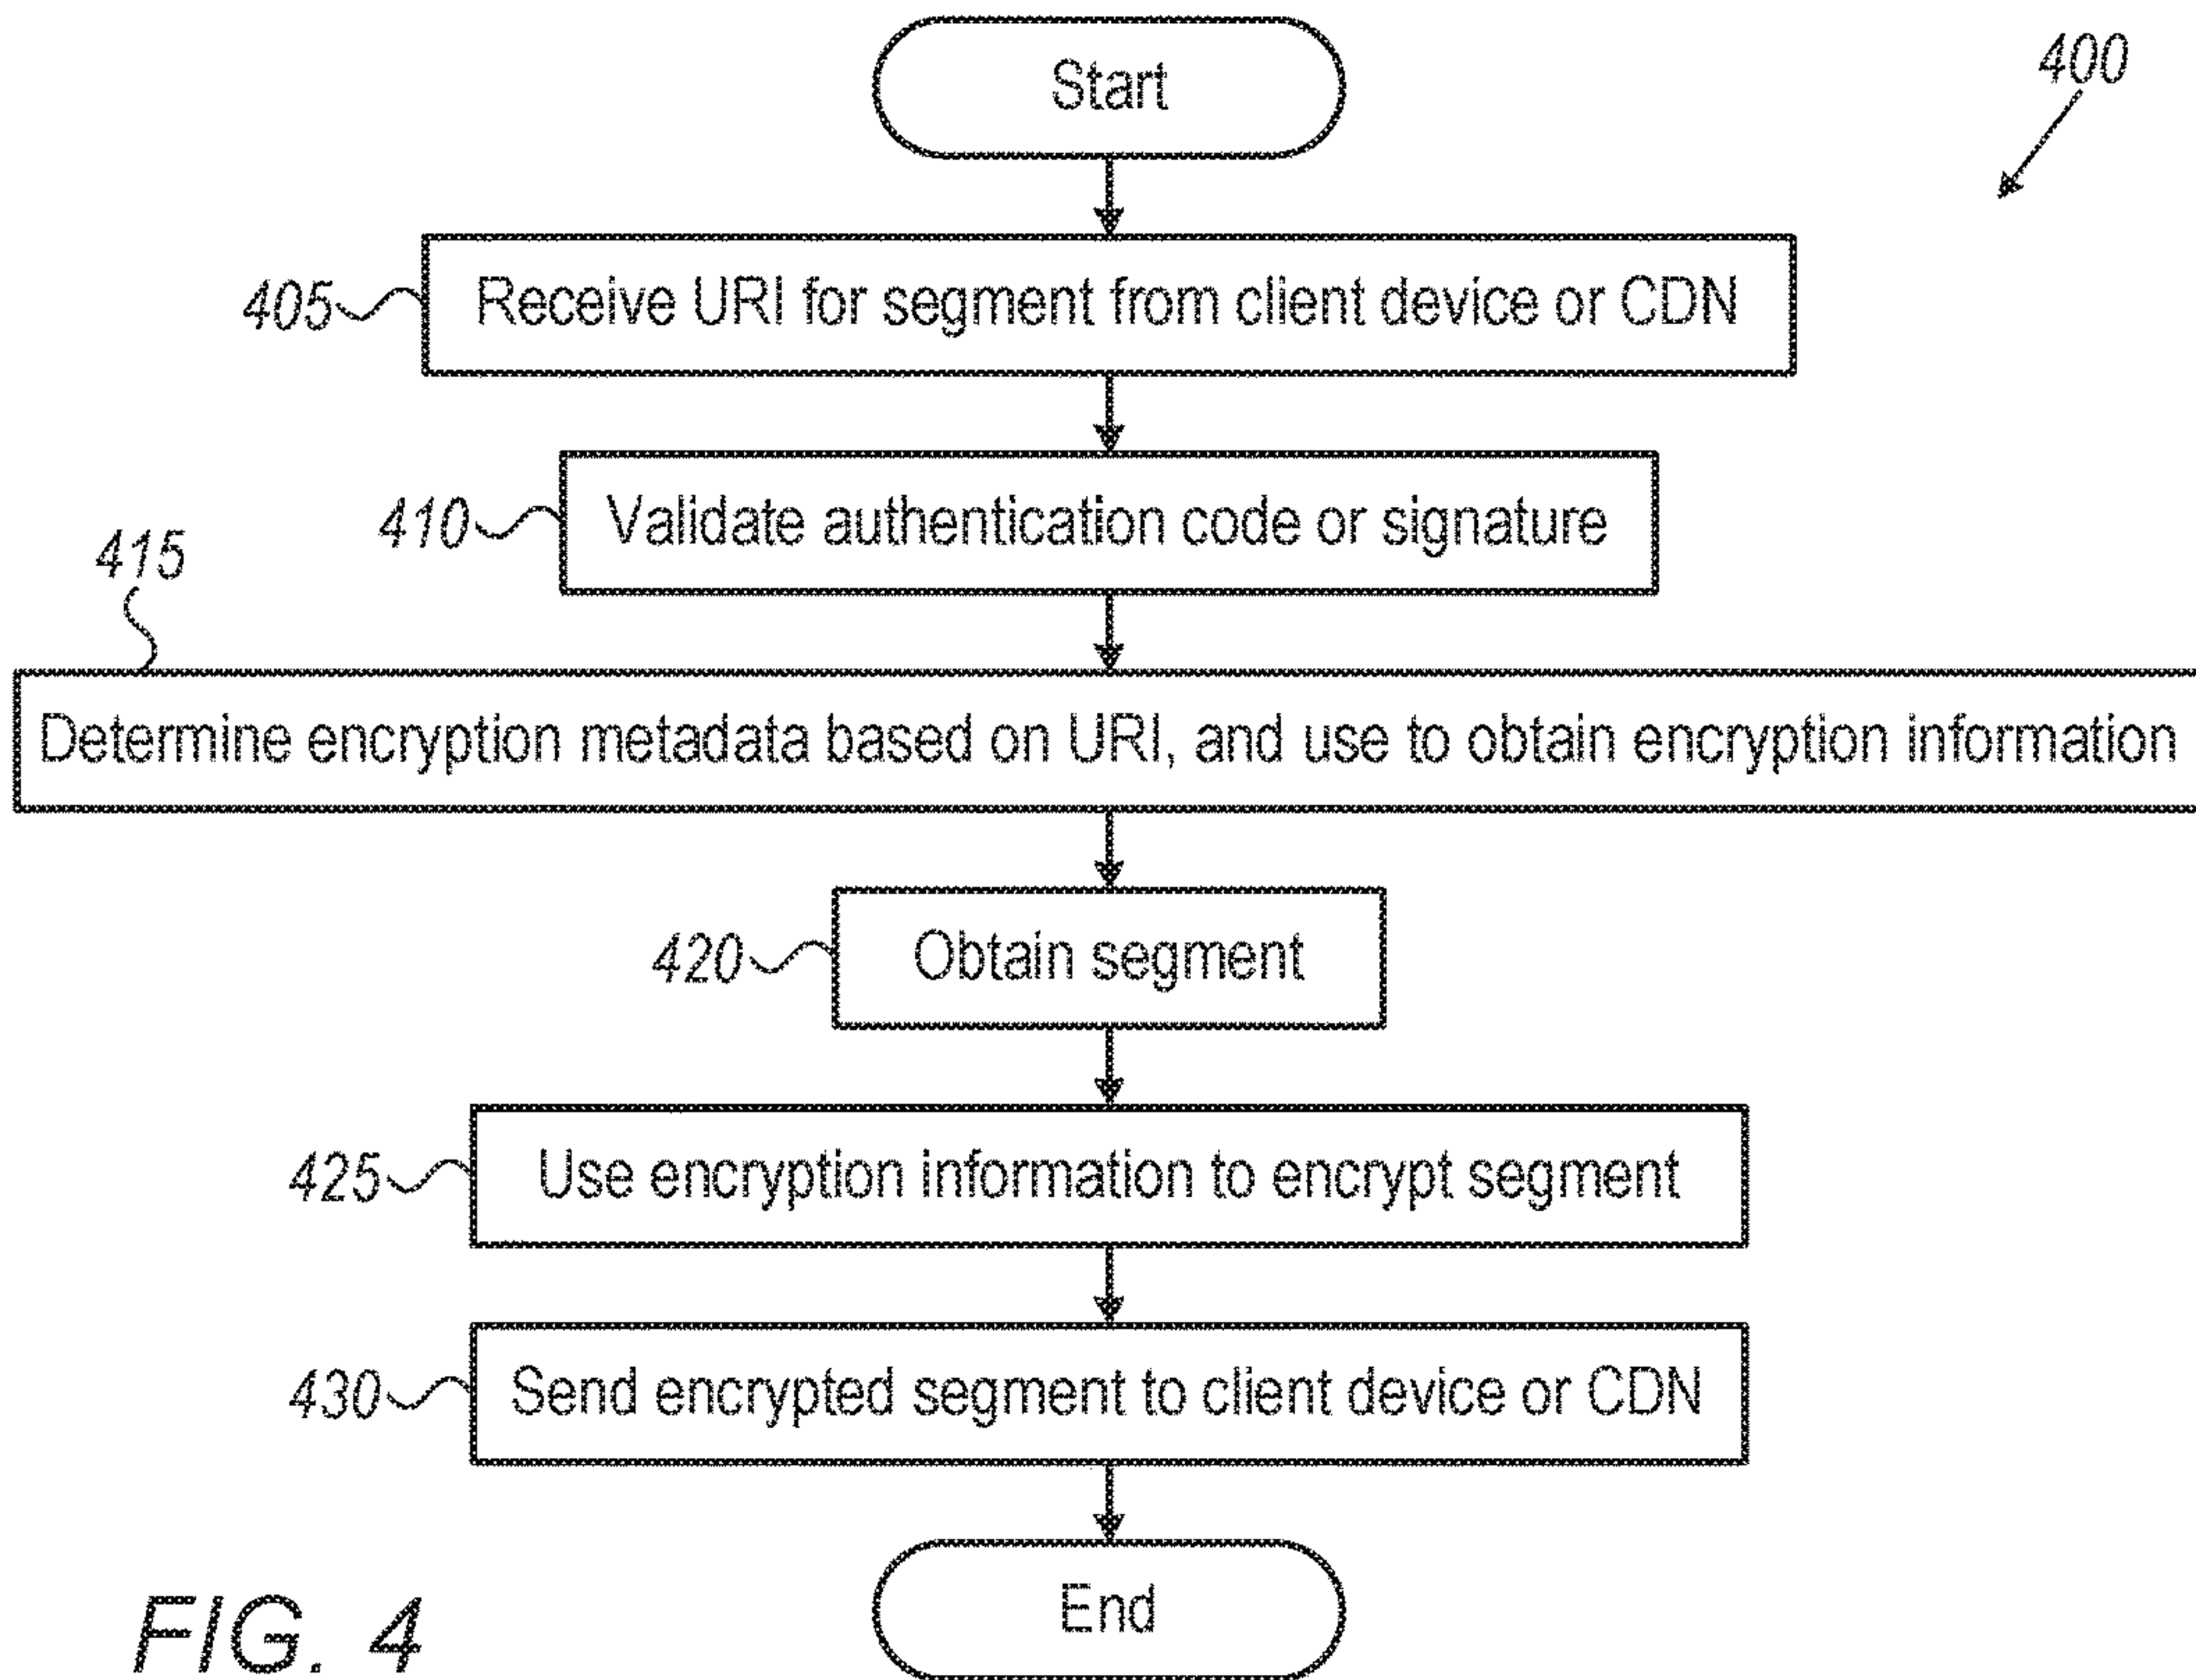 Start
400
405
Receive URI for segment from client device or CDN
410
Validate authentication code or signature
415
Determine encryption metadata based on URI, and use to obtain encryption information
420
Obtain segment
425
Use encryption information to encrypt segment
430
Send encrypted segment to client device or CDN
End
FIG. 4